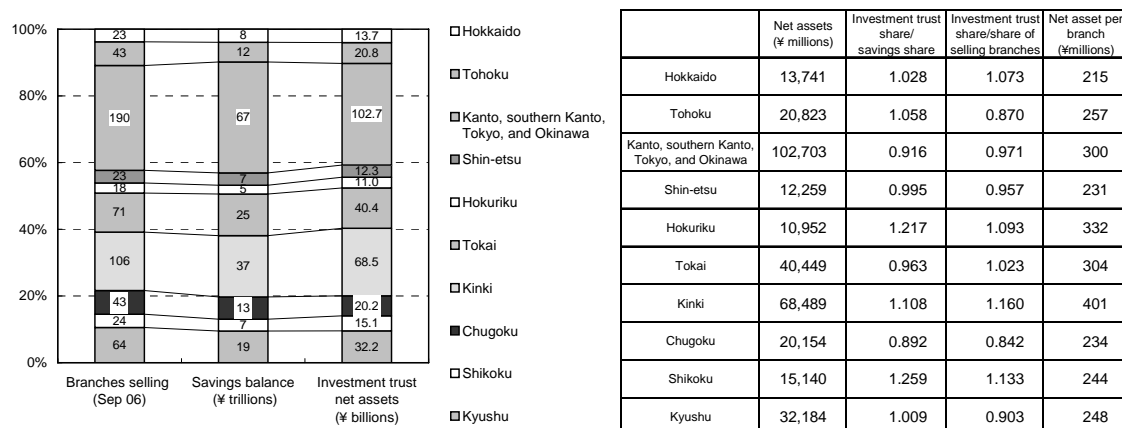 100%
80%
60%
40%
20%
0%
23
43
190
23
18
71
106
43
24
64
8
12
67
7
5
25
37
13
7
19
13.7
20.8
102.7
12.3
11.0
40.4
68.5
20.2
15.1
32.2
Branches selling
(Sep 06)
Savings balance
(¥ trillions)
Investment trust
net assets
(¥ billions)
Hokkaido
Tohoku
Kanto, southern Kanto,
Tokyo, and Okinawa
Shin-etsu
Hokuriku
Tokai
Kinki
Chugoku
Shikoku
Kyushu
Net assets
(¥ millions)
Investment trust
share/
savings share
Investment trust
share/share of
selling branches
Net asset per
branch
(¥millions)
Hokkaido 13,741 1.028 1.073 215
Tohoku 20,823 1.058 0.870 257
Kanto, southern Kanto,
Tokyo, and Okinawa 102,703 0.916 0.971 300
Shin-etsu 12,259 0.995 0.957 231
Hokuriku 10,952 1.217 1.093 332
Tokai 40,449 0.963 1.023 304
Kinki 68,489 1.108 1.160 401
Chugoku 20,154 0.892 0.842 234
Shikoku 15,140 1.259 1.133 244
Kyushu 32,184 1.009 0.903 248